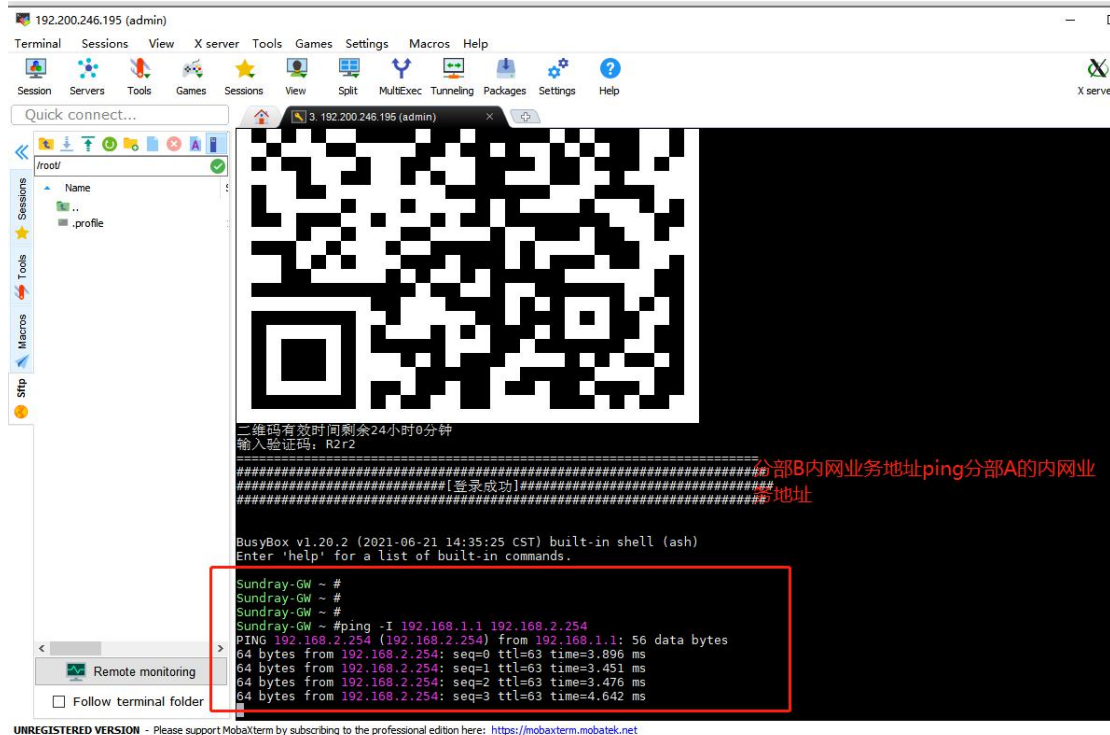 192.200.246.195 (admin)
Terminal Sessions View X server Tools Games Settings Macros Help
Session Servers Tools Games Sessions View Split MultiExec Tunneling Packages Settings Help
Quick connect...
3. 192.200.246.195 (admin)
/root/
Name
..
.profile
Sessions
Tools
Macros
Sftp
二维码有效时间剩余24小时0分钟
输入验证码：R2r2
[登录成功]
分部B内网业务地址ping分部A的内网业
务地址
BusyBox v1.20.2 (2021-06-21 14:35:25 CST) built-in shell (ash)
Enter 'help' for a list of built-in commands.
Sundray-GW ~ #
Sundray-GW ~ #
Sundray-GW ~ #
Sundray-GW ~ #ping -I 192.168.1.1 192.168.2.254
PING 192.168.2.254 (192.168.2.254) from 192.168.1.1: 56 data bytes
64 bytes from 192.168.2.254: seq=0 ttl=63 time=3.896 ms
64 bytes from 192.168.2.254: seq=1 ttl=63 time=3.451 ms
64 bytes from 192.168.2.254: seq=2 ttl=63 time=3.476 ms
64 bytes from 192.168.2.254: seq=3 ttl=63 time=4.642 ms
Remote monitoring
Follow terminal folder
UNREGISTERED VERSION - Please support MobaXterm by subscribing to the professional edition here: https://mobaxterm.mobatek.net